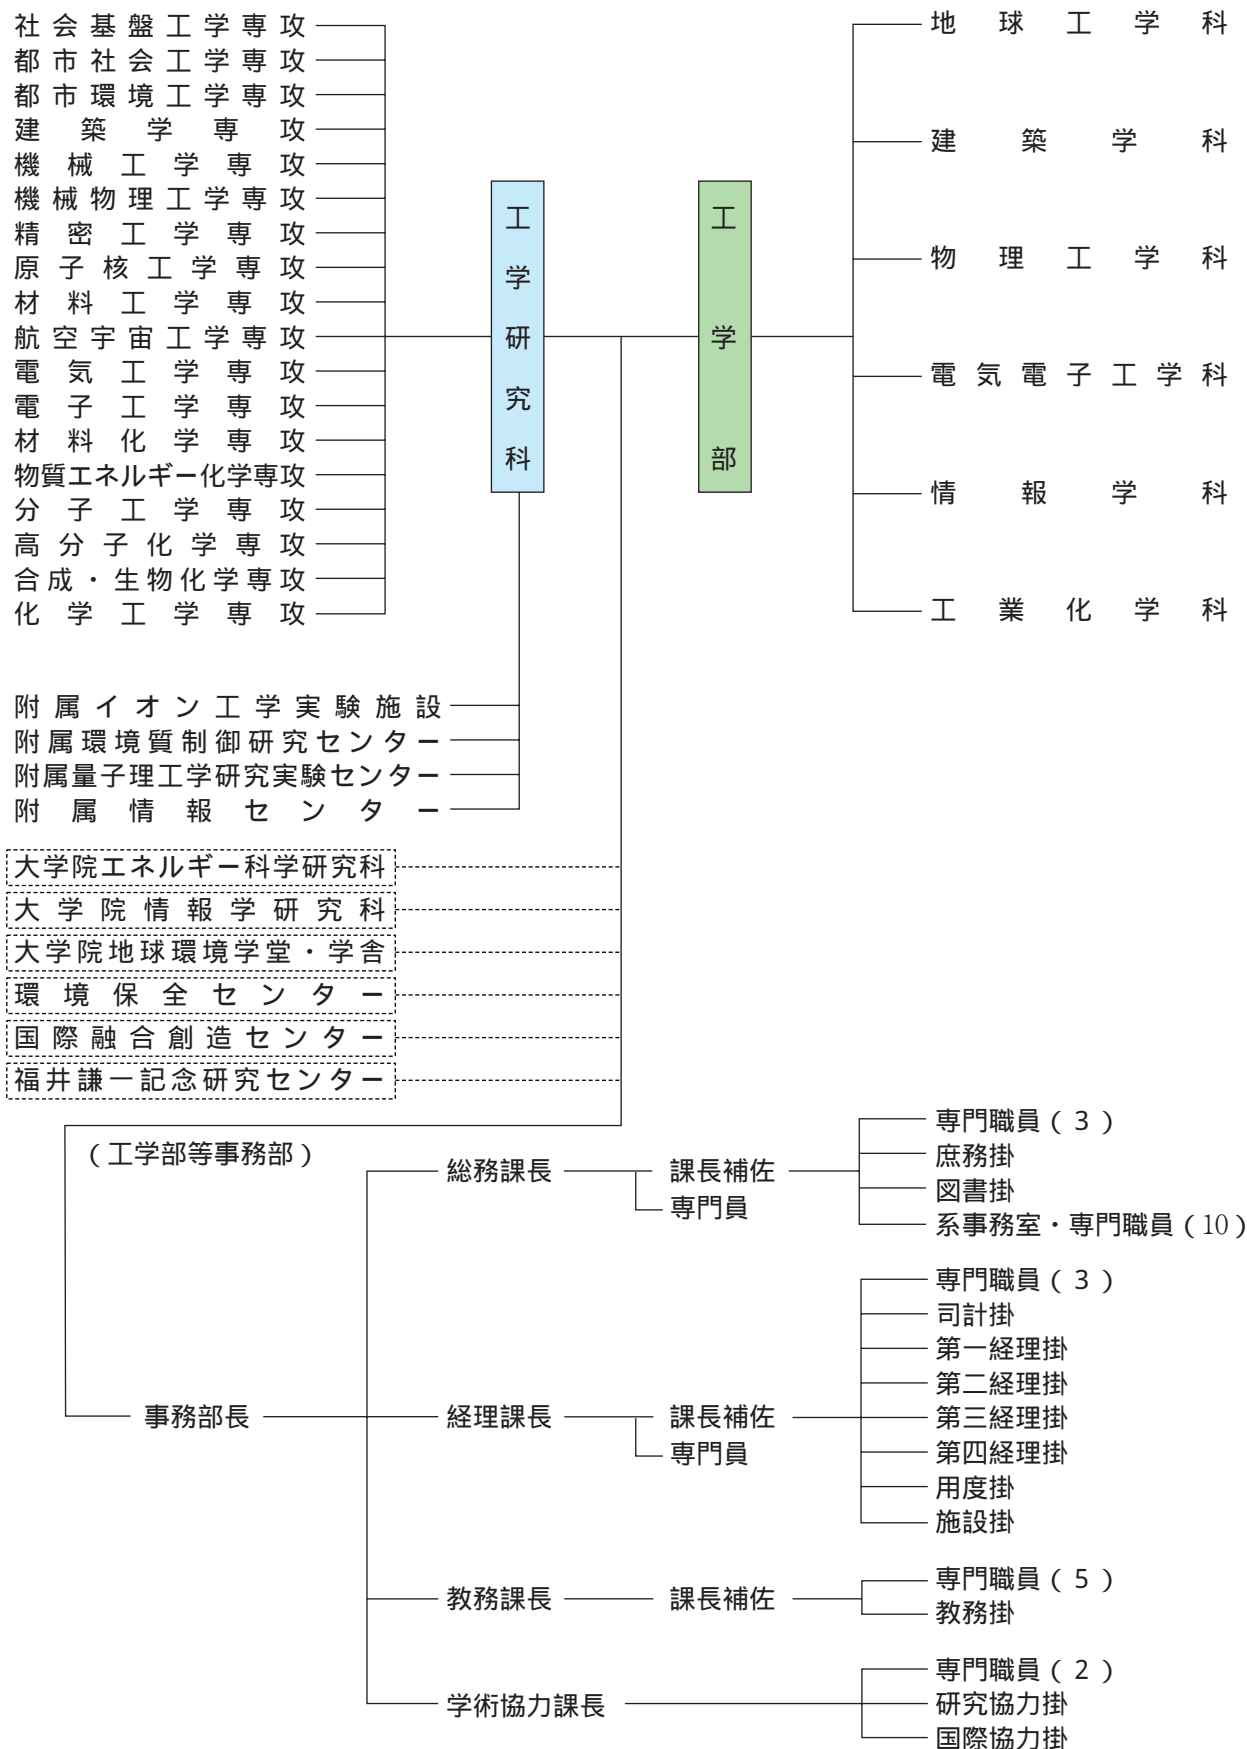 社会基盤工学専攻
都市社会工学専攻
都市環境工学専攻
建築学専攻
機械工学専攻
機械物理工学専攻
精密工学専攻
原子核工学専攻
材料工学専攻
航空宇宙工学専攻
電気工学専攻
電子工学専攻
材料化学専攻
物質エネルギー化学専攻
分子工学専攻
高分子化学専攻
合成・生物化学専攻
化学工学専攻
工学研究科
工学部
地球工学科
建築学科
物理工学科
電気電子工学科
情報学科
工業化学科
附属イオン工学実験施設
附属環境質制御研究センター
附属量子理工学研究実験センター
附属情報センター
大学院エネルギー科学研究科
大学院情報学研究科
大学院地球環境学堂・学舎
環境保全センター
国際融合創造センター
福井謙一記念研究センター
（工学部等事務部）
事務部長
総務課長
課長補佐
専門員
専門職員（3）
庶務掛
図書掛
系事務室・専門職員（10）
経理課長
課長補佐
専門員
専門職員（3）
司計掛
第一経理掛
第二経理掛
第三経理掛
第四経理掛
用度掛
施設掛
教務課長
課長補佐
専門職員（5）
教務掛
学術協力課長
専門職員（2）
研究協力掛
国際協力掛